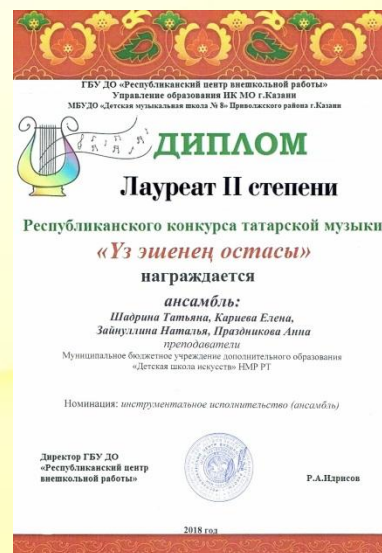 ГБУ ДО «Республиканский центр внешкольной работы»
Управление образования ИК МО г.Казани
МБУДО «Детская музыкальная школа № 8» Приволжского района г.Казани
ДИПЛОМ
Лауреат II степени
Республиканского конкурса татарской музыки
«Үз эшенең остасы»
награждается
ансамбль:
Шадрина Татьяна, Кариева Елена,
Зайнуллина Наталья, Праздникова Анна
преподаватели
Муниципальное бюджетное учреждение дополнительного образования
«Детская школа искусств» НМР РТ
Номинация: инструментальное исполнительство (ансамбль)
Директор ГБУ ДО
«Республиканский центр
внешкольной работы»
Р.А.Идрисов
2018 год